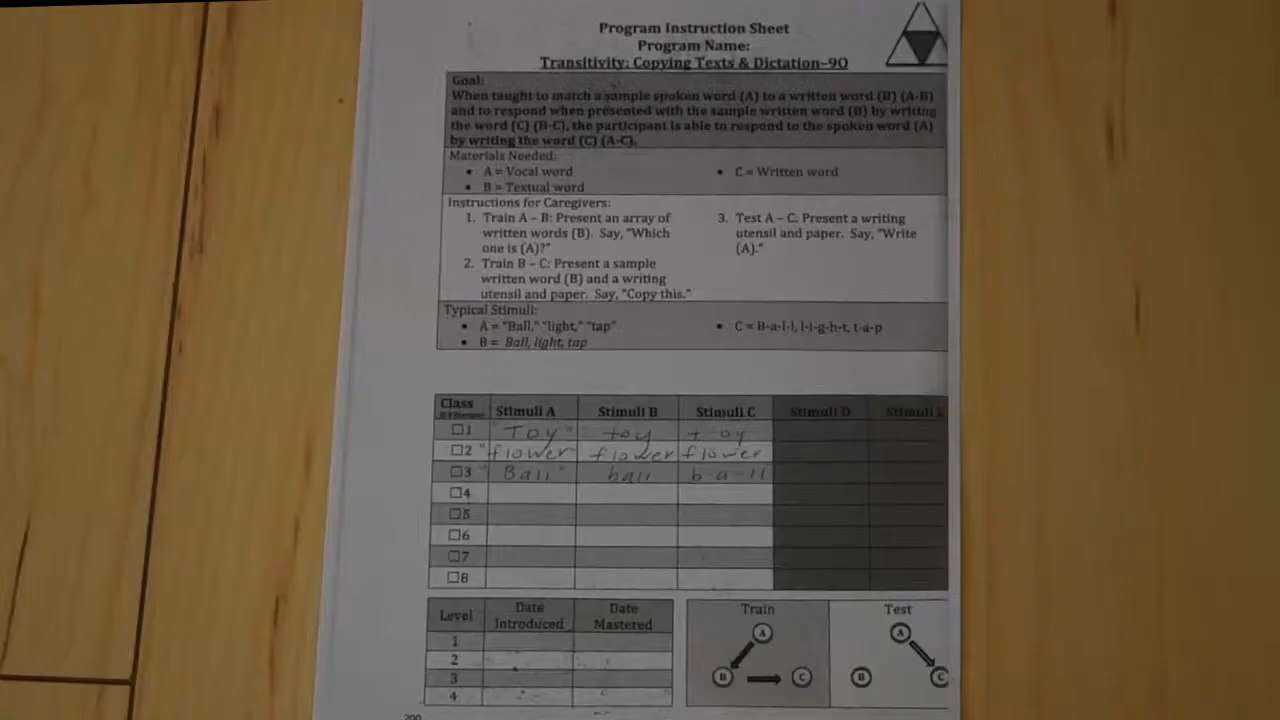 Program Instruction Sheet
Program Name:
Transitivity: Copying Texts & Dictation–9Q
Goal:
When taught to match a sample spoken word (A) to a written word (B) (A-B)
and to respond when presented with the sample written word (B) by writing
the word (C) (B-C), the participant is able to respond to the spoken word (A)
by writing the word (C) (A-C).
Materials Needed:
• A = Vocal word
• B = Textual word
• C = Written word
Instructions for Caregivers:
1. Train A – B: Present an array of
written words (B). Say, "Which
one is (A)?"
2. Train B – C: Present a sample
written word (B) and a writing
utensil and paper. Say, "Copy this."
3. Test A – C: Present a writing
utensil and paper. Say, "Write
(A)."
Typical Stimuli:
• A = "Ball," "light," "tap"
• B = Ball, light, tap
• C = B-a-l-l, l-i-g-h-t, t-a-p
Class Stimuli A Stimuli B Stimuli C Stimuli D Stimuli
1 "Toy" toy t-oy
2 "flower" flower flower
3 "Ball" ball b-a-ll
4
5
6
7
8
Level Date Introduced Date Mastered
1
2
3
4
Train
A
B C
Test
A
B C
200